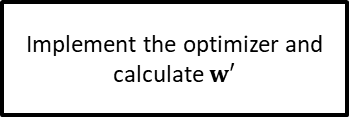 Implement the optimizer and
calculate w′